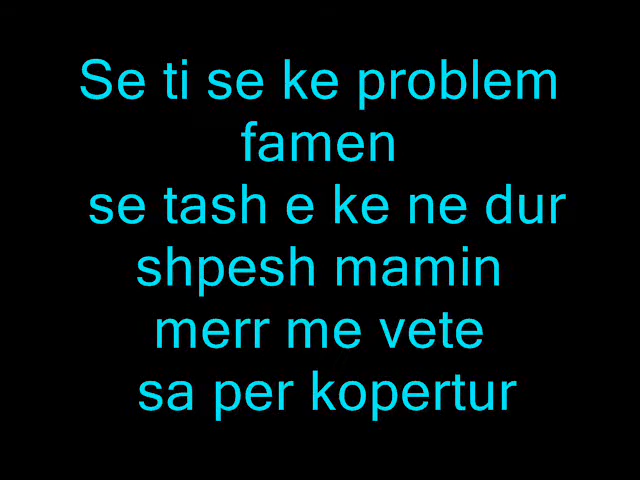 Se ti se ke problem
famen
se tash e ke ne dur
shpesh mamin
merr me vete
sa per kopertur